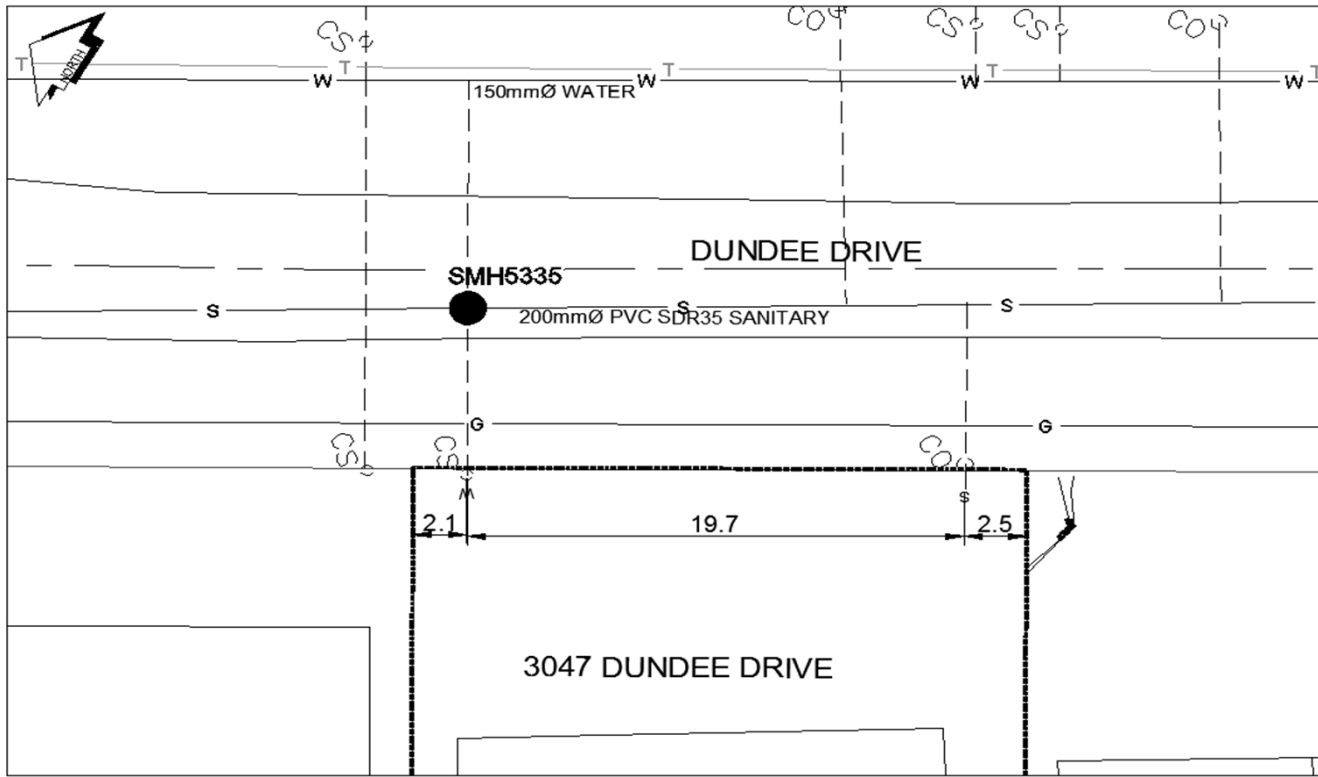 CS CO CS CS CO
NORTH
T T T T T
W W W W
150mmØ WATER
DUNDEE DRIVE
SMH5335
S S S
200mmØ PVC SDR35 SANITARY
G G
CS CS CO
W S
2.1 19.7 2.5
3047 DUNDEE DRIVE